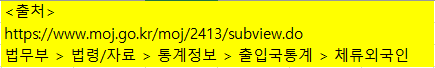 <출처>
https://www.moj.go.kr/moj/2413/subview.do
법무부 > 법령/자료 > 통계정보 > 출입국통계 > 체류외국인